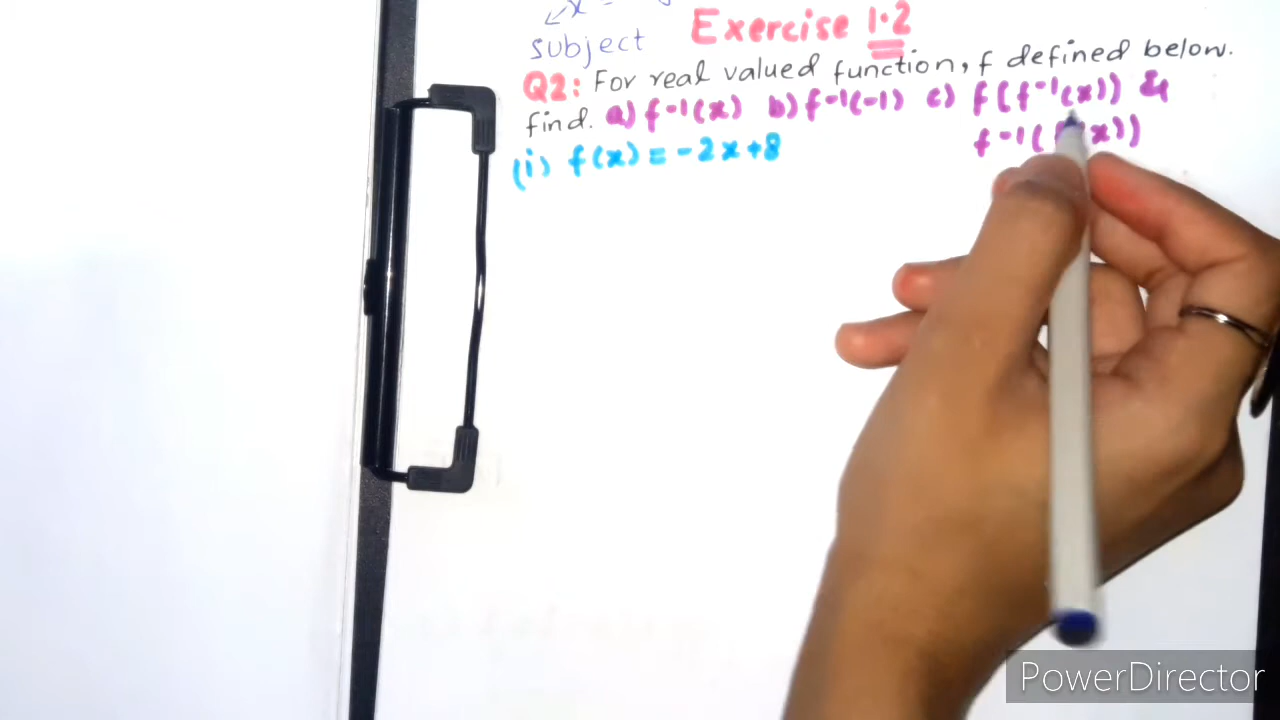 subject
Exercise 1.2
Q2: For real valued function, f defined below.
find. a) f-1(x) b) f-1(-1) c) f(f-1(x)) &
f-1( x))
(i) f(x) = -2x+8
PowerDirector